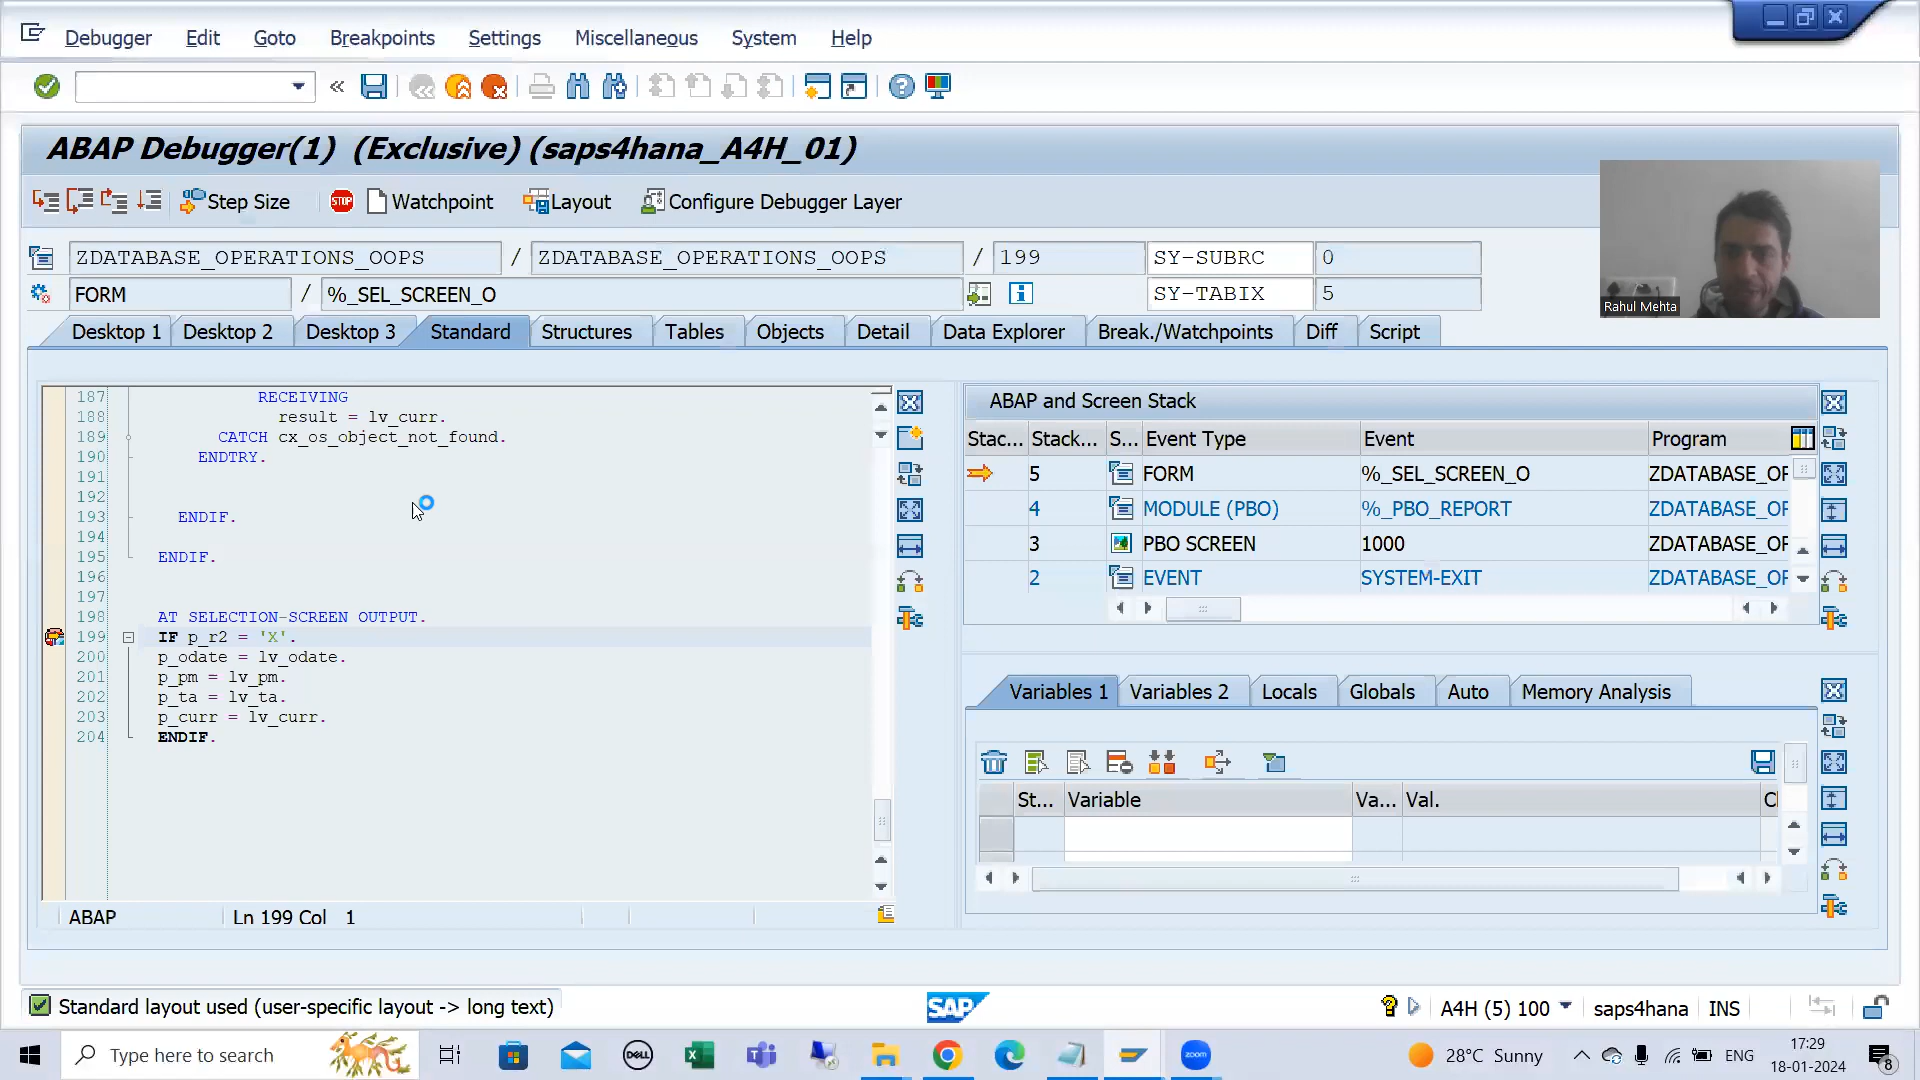 Debugger Edit Goto Breakpoints Settings Miscellaneous System Help
ABAP Debugger(1) (Exclusive) (saps4hana_A4H_01)
Step Size STOP Watchpoint Layout Configure Debugger Layer
ZDATABASE_OPERATIONS_OOPS / ZDATABASE_OPERATIONS_OOPS / 199 SY-SUBRC 0
FORM / %_SEL_SCREEN_O SY-TABIX 5
Rahul Mehta
Desktop 1 Desktop 2 Desktop 3 Standard Structures Tables Objects Detail Data Explorer Break./Watchpoints Diff Script
187 RECEIVING
188 result = lv_curr.
189 CATCH cx_os_object_not_found.
190 ENDTRY.
191
192
193 ENDIF.
194
195 ENDIF.
196
197
198 AT SELECTION-SCREEN OUTPUT.
199 IF p_r2 = 'X'.
200 p_odate = lv_odate.
201 p_pm = lv_pm.
202 p_ta = lv_ta.
203 p_curr = lv_curr.
204 ENDIF.
ABAP Ln 199 Col 1
ABAP and Screen Stack
Stac... Stack... S... Event Type Event Program
5 FORM %_SEL_SCREEN_O ZDATABASE_OP
4 MODULE (PBO) %_PBO_REPORT ZDATABASE_OP
3 PBO SCREEN 1000 ZDATABASE_OP
2 EVENT SYSTEM-EXIT ZDATABASE_OP
Variables 1 Variables 2 Locals Globals Auto Memory Analysis
St... Variable Va... Val. C
Standard layout used (user-specific layout -> long text)
SAP
A4H (5) 100 saps4hana INS
Type here to search
DELL
zoom
28°C Sunny
ENG
17:29
18-01-2024
8